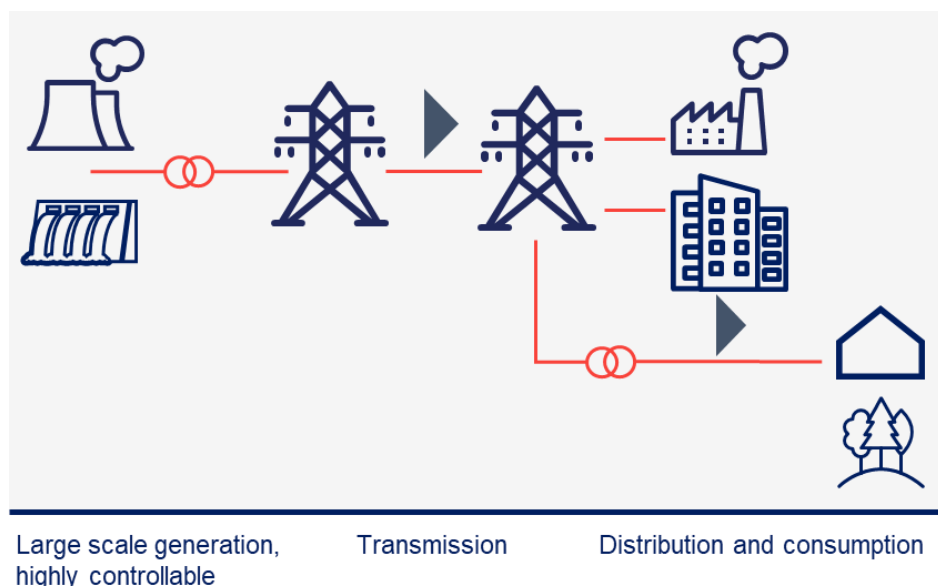 Large scale generation,
highly controllable
Transmission
Distribution and consumption